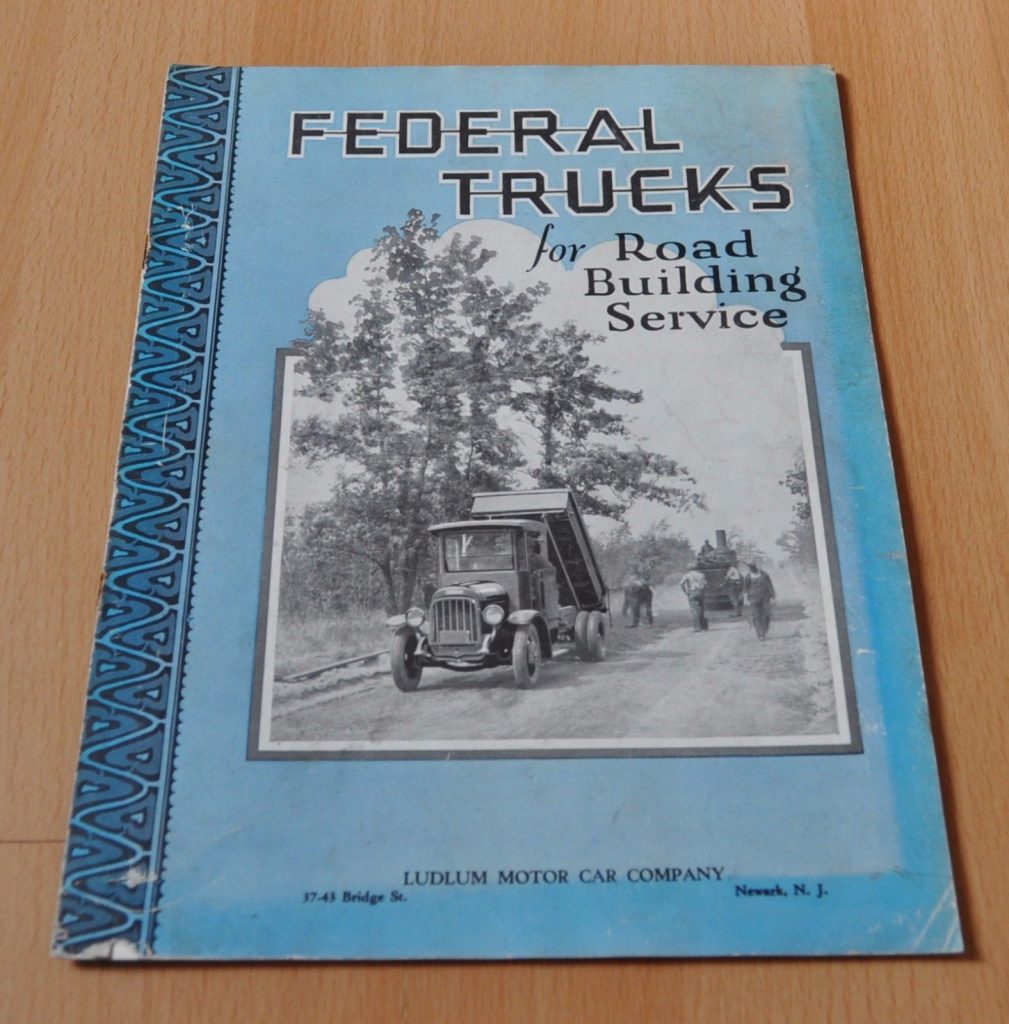 FEDERAL
TRUCKS
for Road
Building
Service
LUDLUM MOTOR CAR COMPANY
37-43 Bridge St. Newark, N. J.